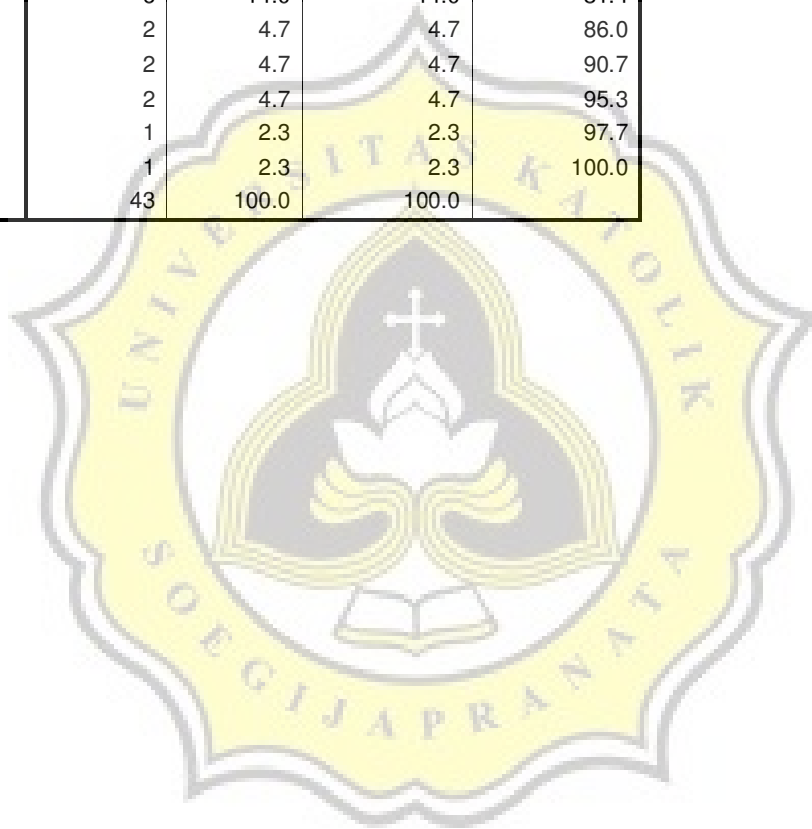 2 4.7 4.7 86.0
2 4.7 4.7 90.7
2 4.7 4.7 95.3
1 2.3 2.3 97.7
1 2.3 2.3 100.0
43 100.0 100.0
UNIVERSITAS KATOLIK
SOEGIJAPRANATA